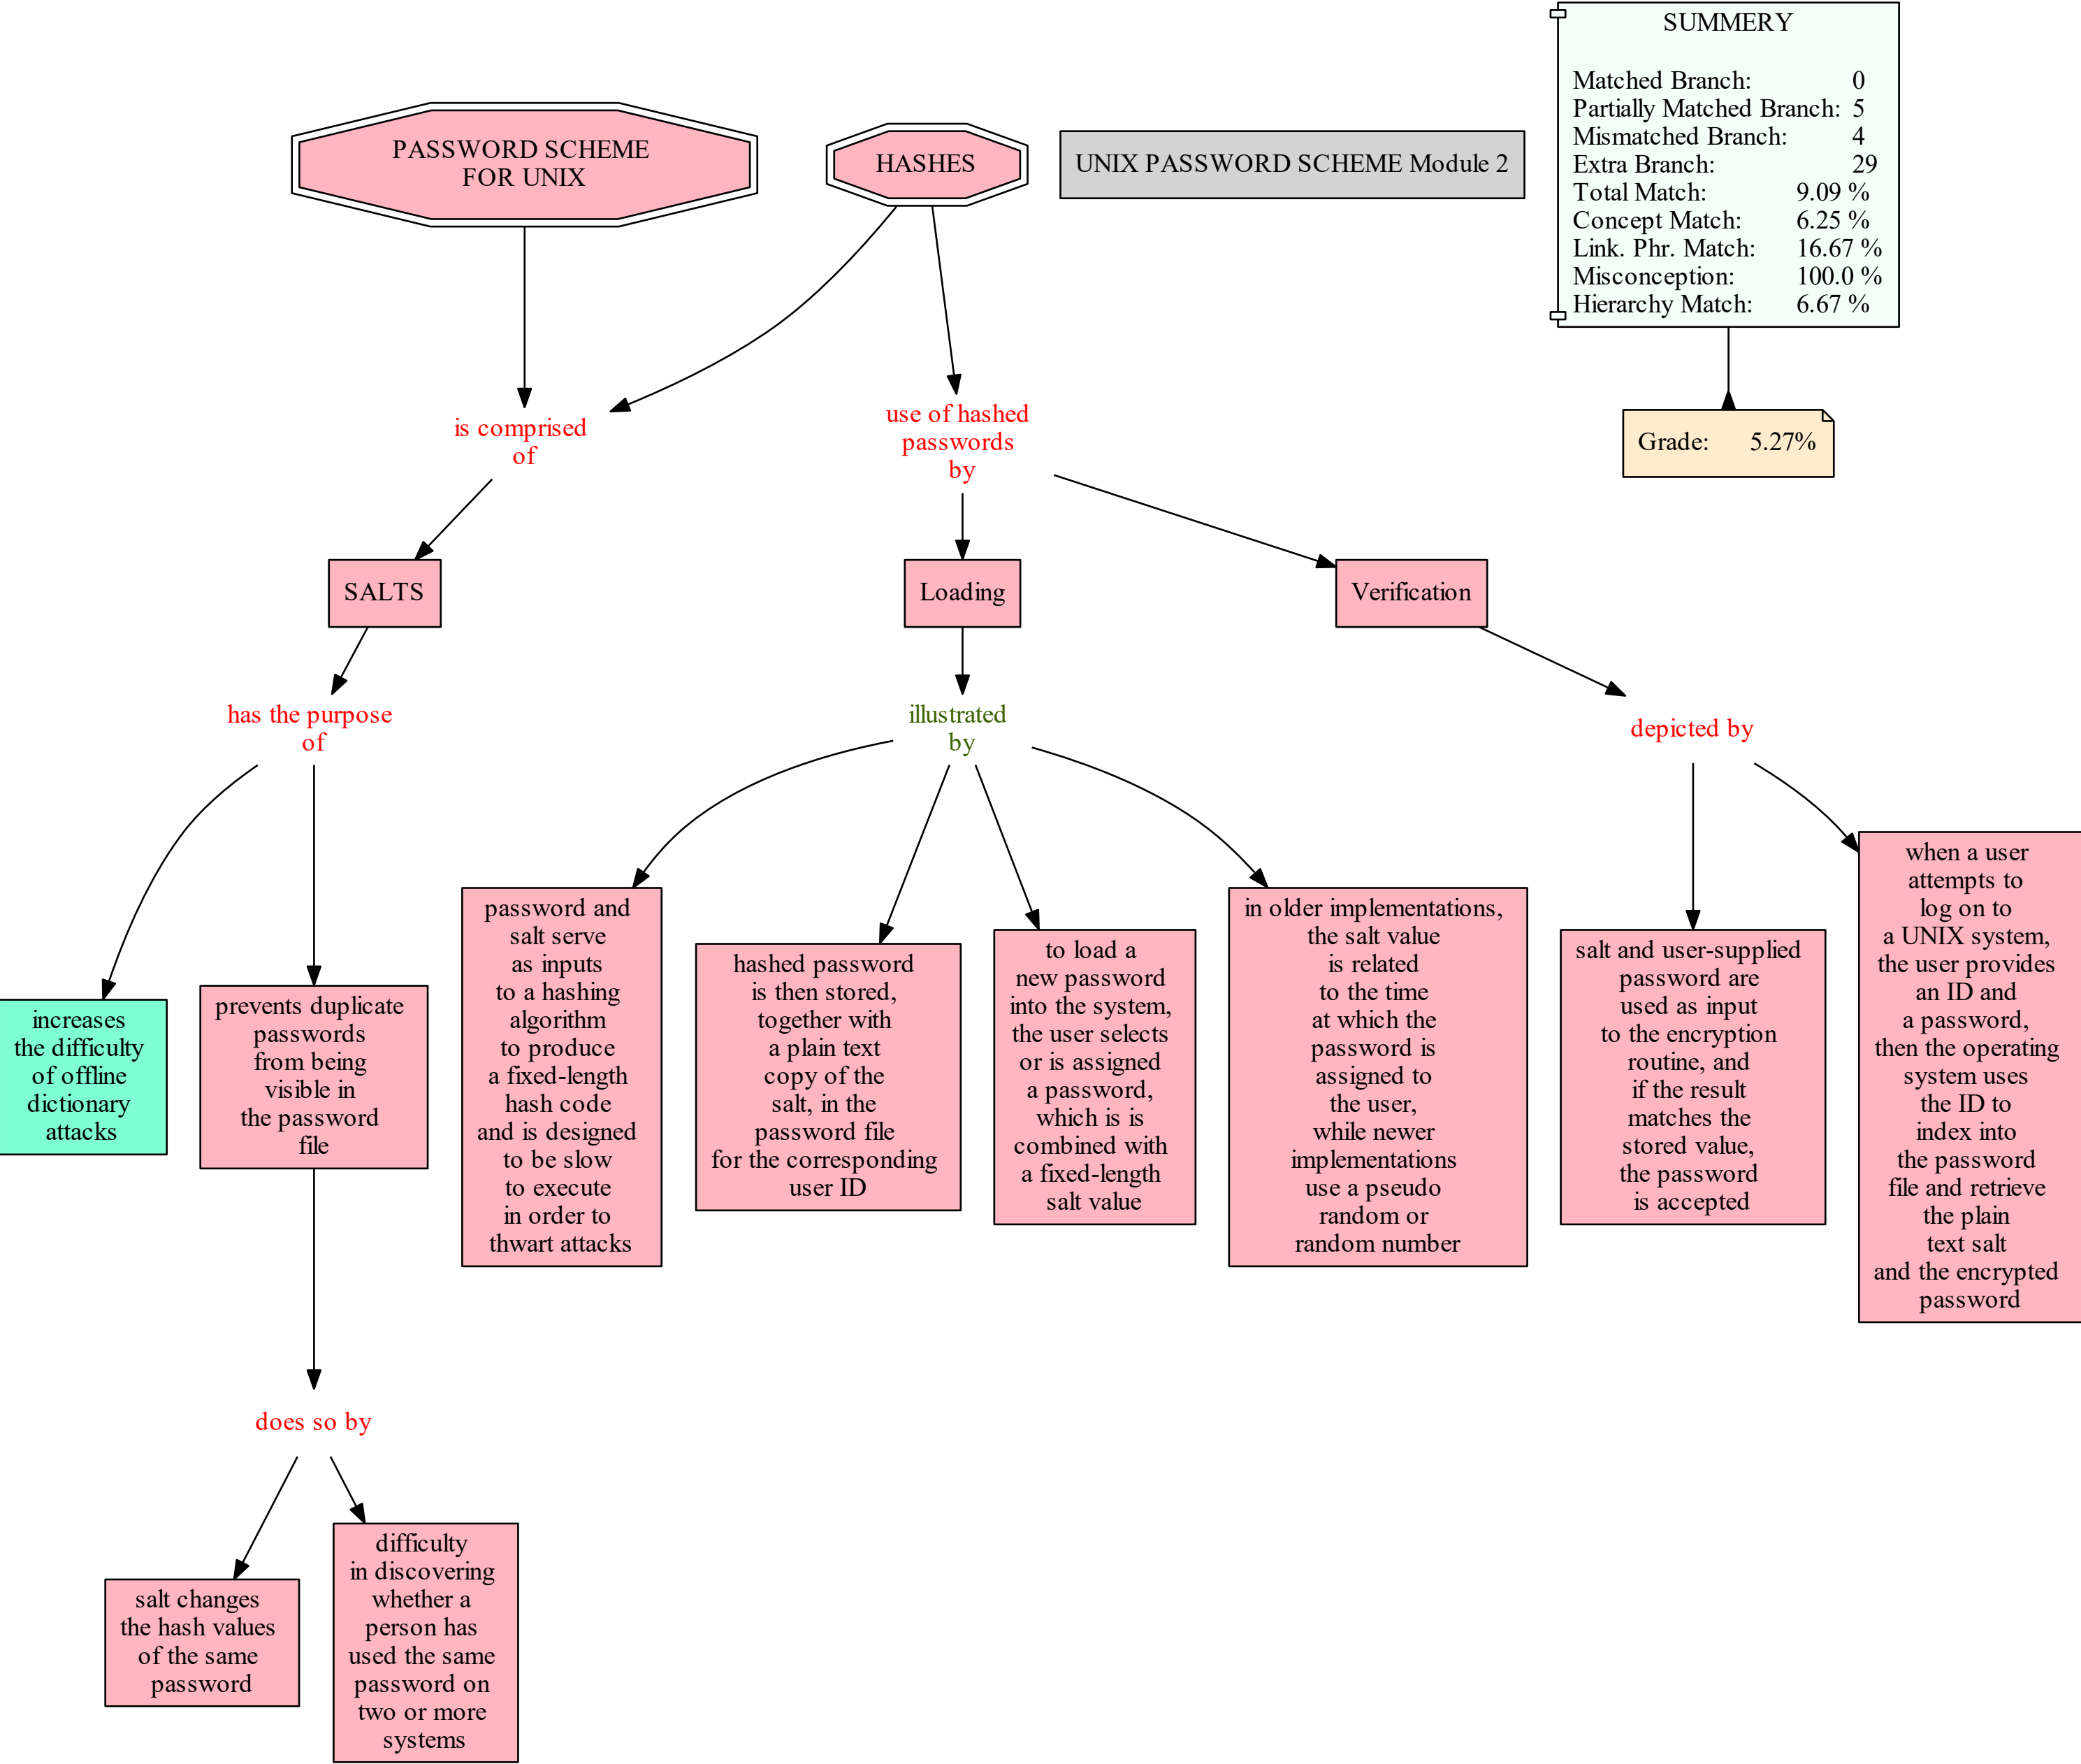 SUMMERY
Matched Branch: 0
Partially Matched Branch: 5
Mismatched Branch: 4
Extra Branch: 29
Total Match: 9.09 %
Concept Match: 6.25 %
Link. Phr. Match: 16.67 %
Misconception: 100.0 %
Hierarchy Match: 6.67 %
PASSWORD SCHEME
FOR UNIX
HASHES
UNIX PASSWORD SCHEME Module 2
is comprised
of
use of hashed
passwords
by
Grade: 5.27%
SALTS
Loading
Verification
has the purpose
of
illustrated
by
depicted by
increases
the difficulty
of offline
dictionary
attacks
prevents duplicate
passwords
from being
visible in
the password
file
password and
salt serve
as inputs
to a hashing
algorithm
to produce
a fixed-length
hash code
and is designed
to be slow
to execute
in order to
thwart attacks
hashed password
is then stored,
together with
a plain text
copy of the
salt, in the
password file
for the corresponding
user ID
to load a
new password
into the system,
the user selects
or is assigned
a password,
which is is
combined with
a fixed-length
salt value
in older implementations,
the salt value
is related
to the time
at which the
password is
assigned to
the user,
while newer
implementations
use a pseudo
random or
random number
salt and user-supplied
password are
used as input
to the encryption
routine, and
if the result
matches the
stored value,
the password
is accepted
when a user
attempts to
log on to
a UNIX system,
the user provides
an ID and
a password,
then the operating
system uses
the ID to
index into
the password
file and retrieve
the plain
text salt
and the encrypted
password
does so by
salt changes
the hash values
of the same
password
difficulty
in discovering
whether a
person has
used the same
password on
two or more
systems